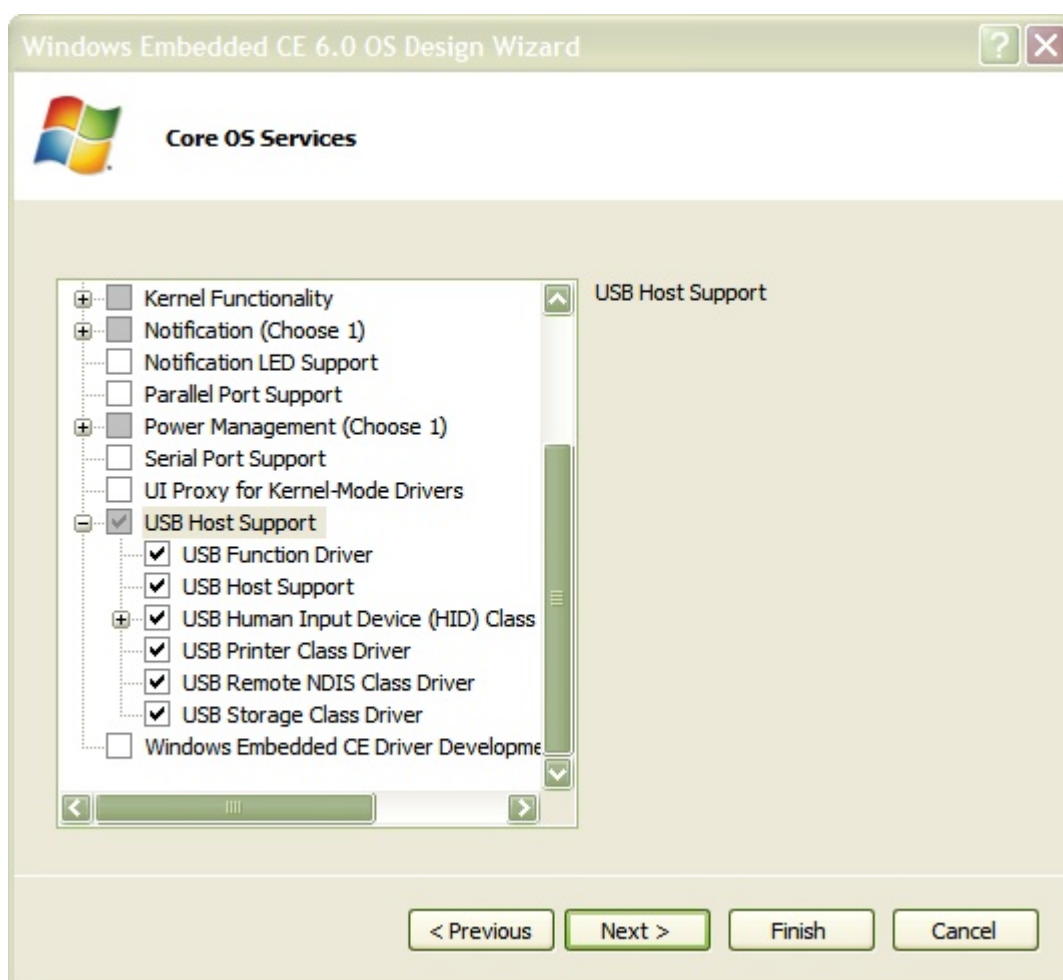 Windows Embedded CE 6.0 OS Design Wizard
Core OS Services
Kernel Functionality
Notification (Choose 1)
Notification LED Support
Parallel Port Support
Power Management (Choose 1)
Serial Port Support
UI Proxy for Kernel-Mode Drivers
USB Host Support
USB Function Driver
USB Host Support
USB Human Input Device (HID) Class
USB Printer Class Driver
USB Remote NDIS Class Driver
USB Storage Class Driver
Windows Embedded CE Driver Developme
USB Host Support
< Previous
Next >
Finish
Cancel